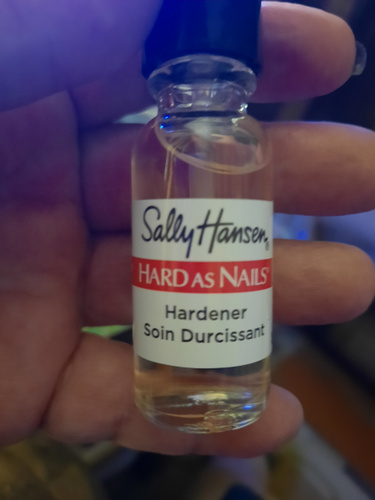 Sally Hansen®
HARD AS NAILS®
Hardener
Soin Durcissant